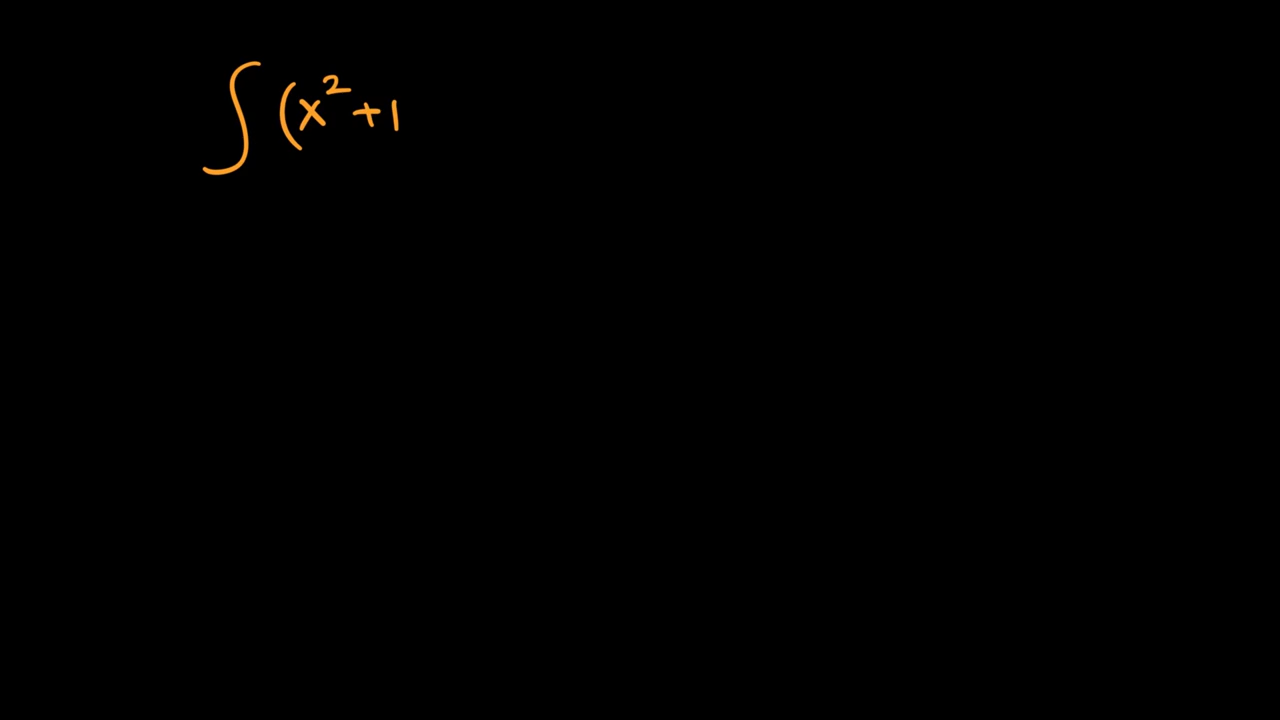 ∫ (x² + 1